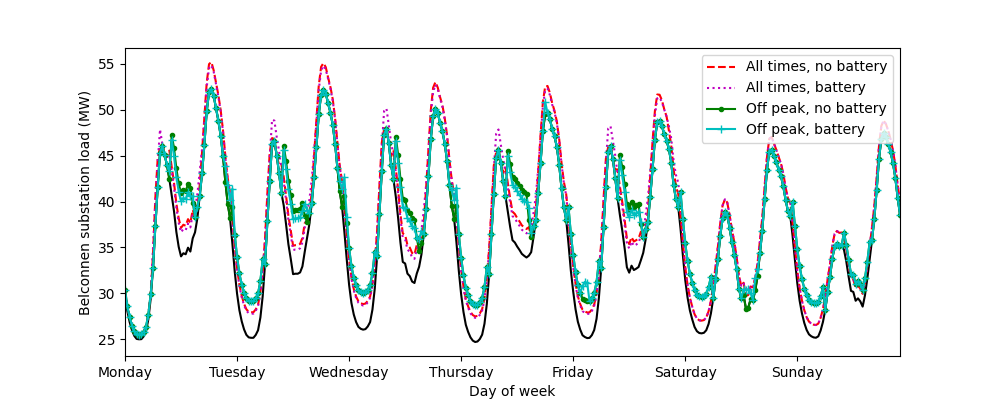 All times, no battery
All times, battery
Off peak, no battery
Off peak, battery
Belconnen substation load (MW)
55
50
45
40
35
30
25
Monday
Tuesday
Wednesday
Thursday
Friday
Saturday
Sunday
Day of week